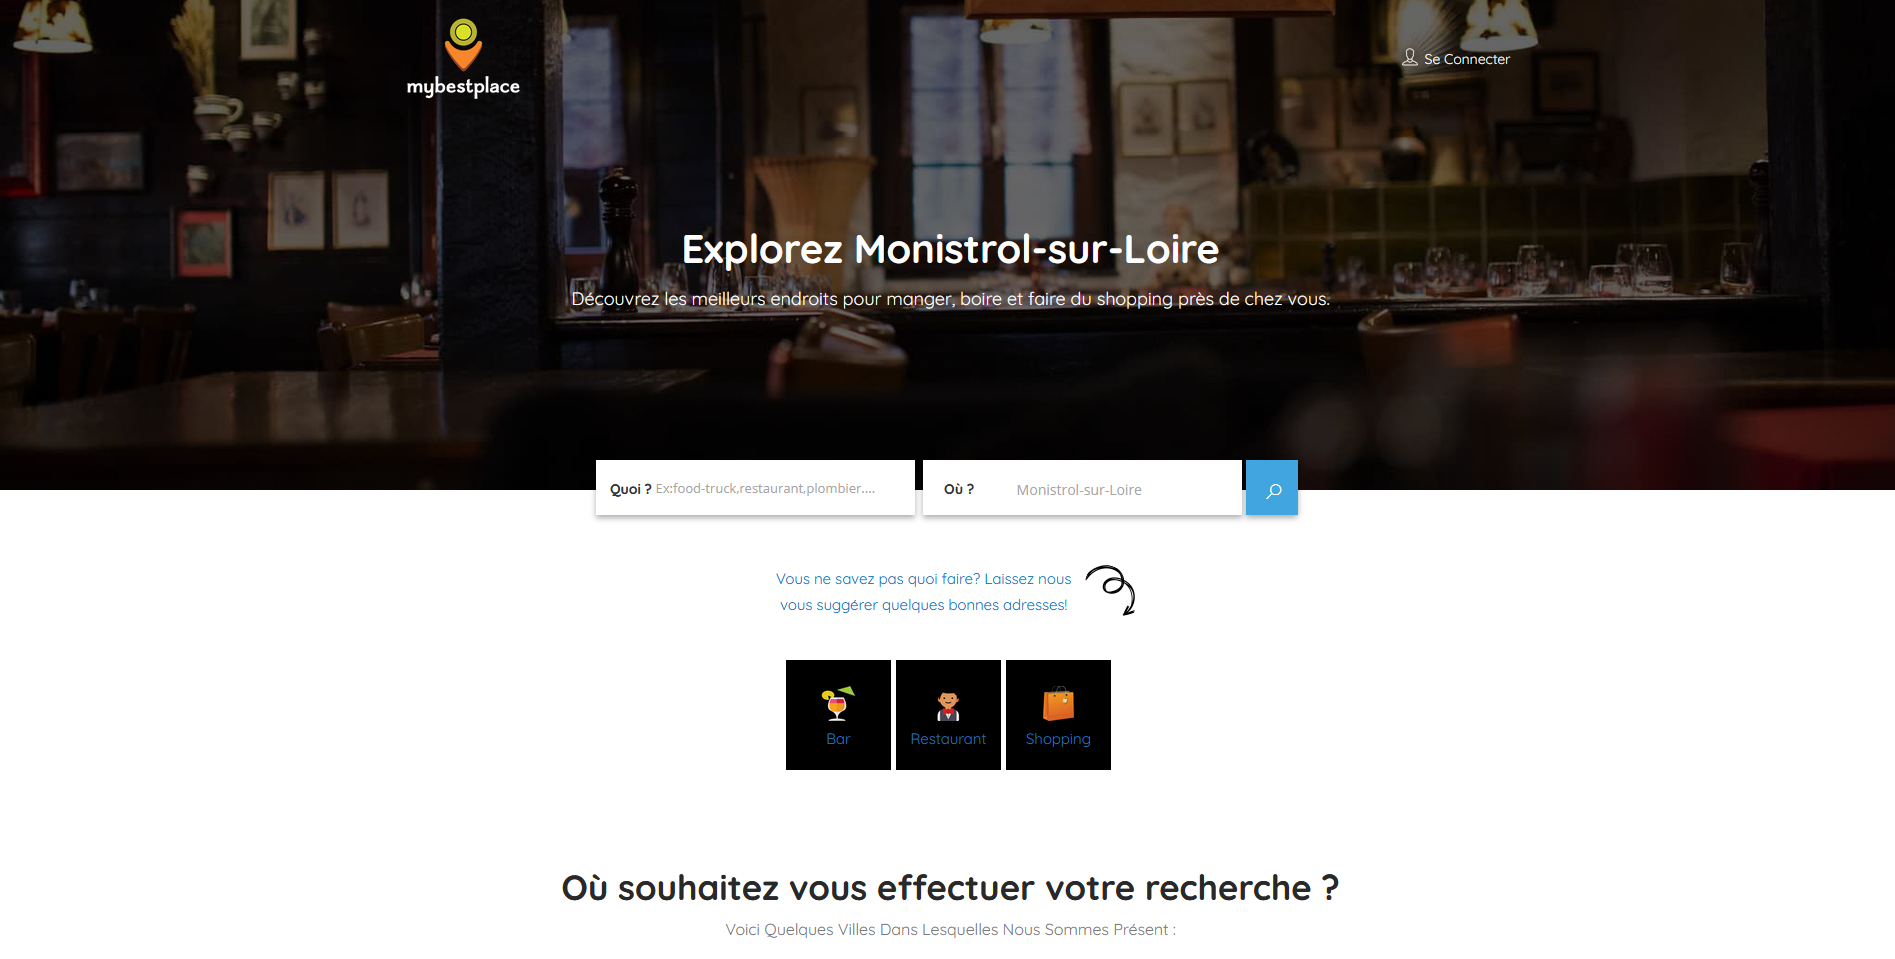 mybestplace
Se Connecter
Explorez Monistrol-sur-Loire
Découvrez les meilleurs endroits pour manger, boire et faire du shopping près de chez vous.
Quoi ? Ex:food-truck,restaurant,plombier....
Où ? Monistrol-sur-Loire
Vous ne savez pas quoi faire? Laissez nous
vous suggérer quelques bonnes adresses!
Bar
Restaurant
Shopping
Où souhaitez vous effectuer votre recherche ?
Voici Quelques Villes Dans Lesquelles Nous Sommes Présent :